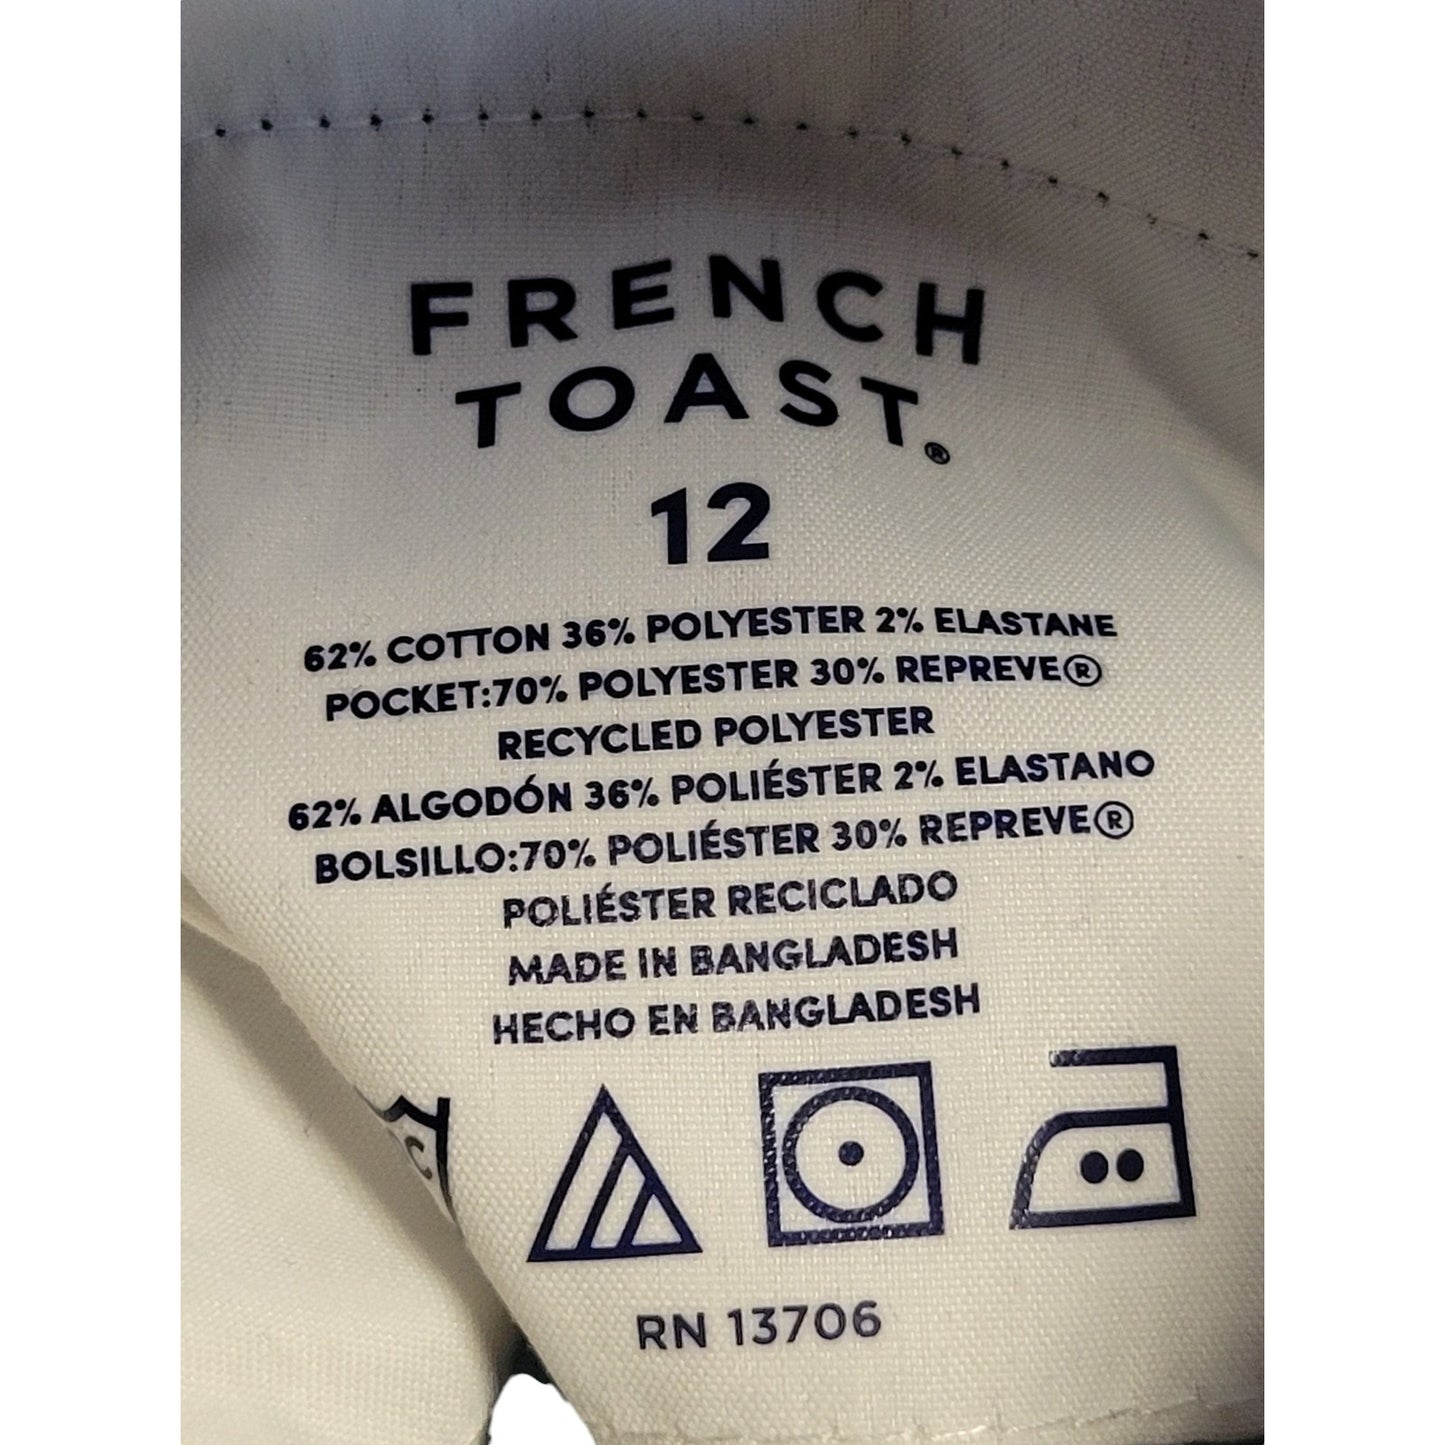 FRENCH
TOAST®
12
62% COTTON 36% POLYESTER 2% ELASTANE
POCKET:70% POLYESTER 30% REPREVE®
RECYCLED POLYESTER
62% ALGODÓN 36% POLIÉSTER 2% ELASTANO
BOLSILLO:70% POLIÉSTER 30% REPREVE®
POLIÉSTER RECICLADO
MADE IN BANGLADESH
HECHO EN BANGLADESH
RN 13706